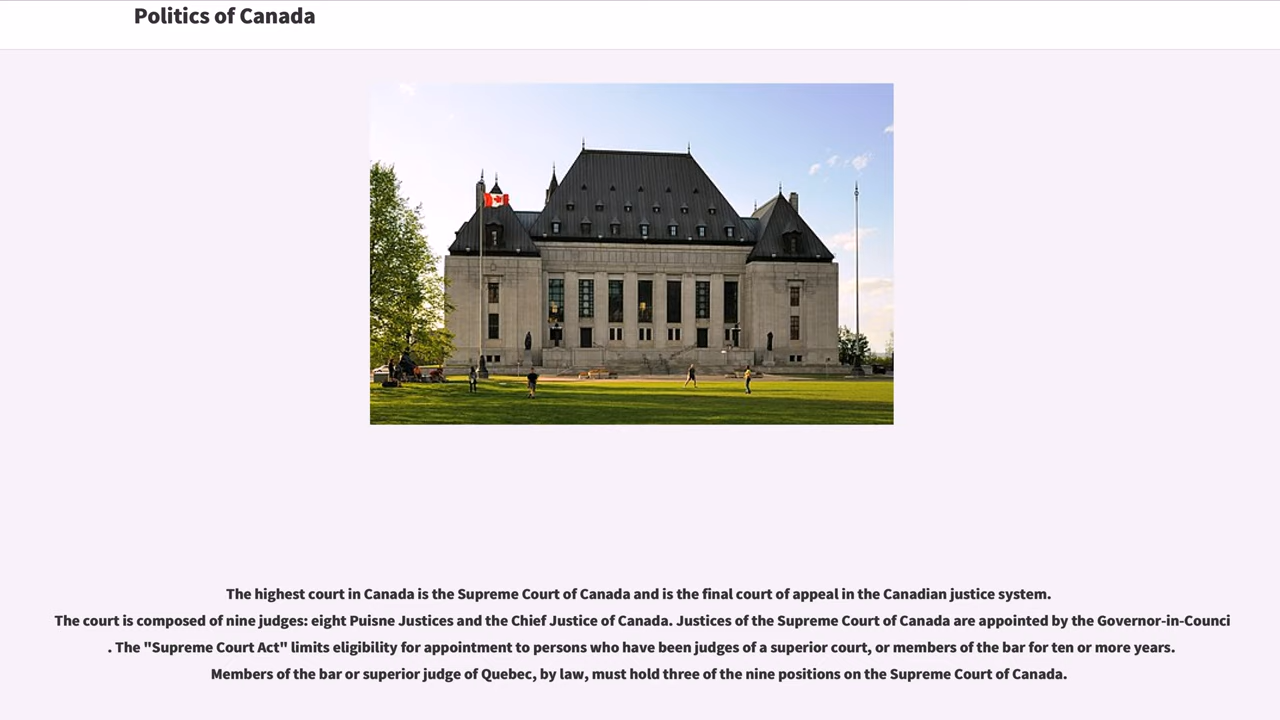 Politics of Canada
The highest court in Canada is the Supreme Court of Canada and is the final court of appeal in the Canadian justice system.
The court is composed of nine judges: eight Puisne Justices and the Chief Justice of Canada. Justices of the Supreme Court of Canada are appointed by the Governor-in-Counci
. The "Supreme Court Act" limits eligibility for appointment to persons who have been judges of a superior court, or members of the bar for ten or more years.
Members of the bar or superior judge of Quebec, by law, must hold three of the nine positions on the Supreme Court of Canada.